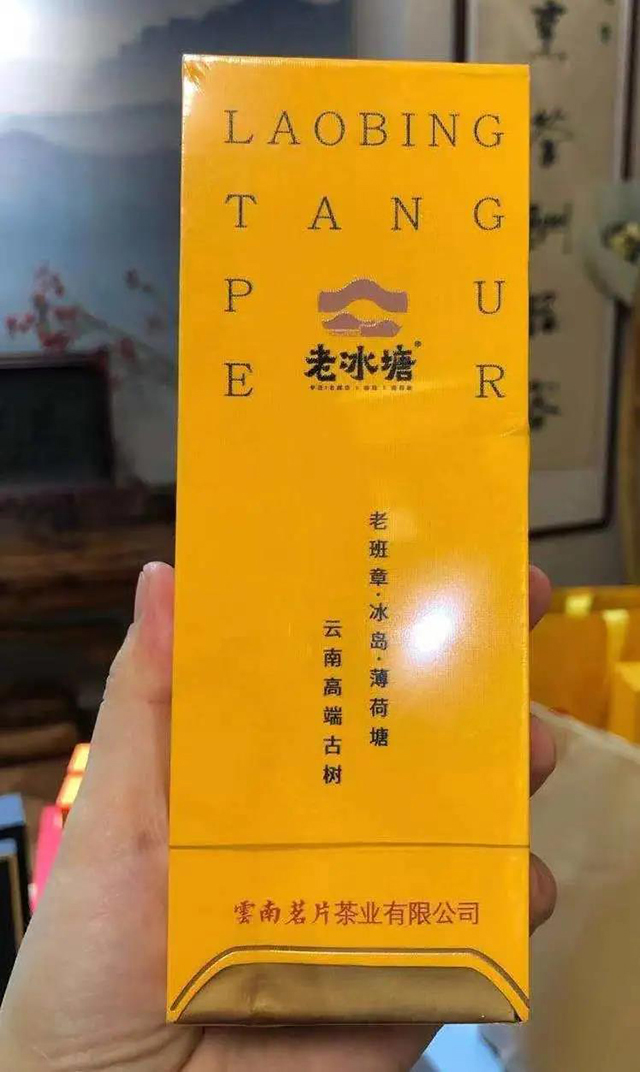 LAOBING
TANG
PUER
老冰塘®
老班章·冰岛·薄荷塘
云南高端古树
雲南茗片茶业有限公司